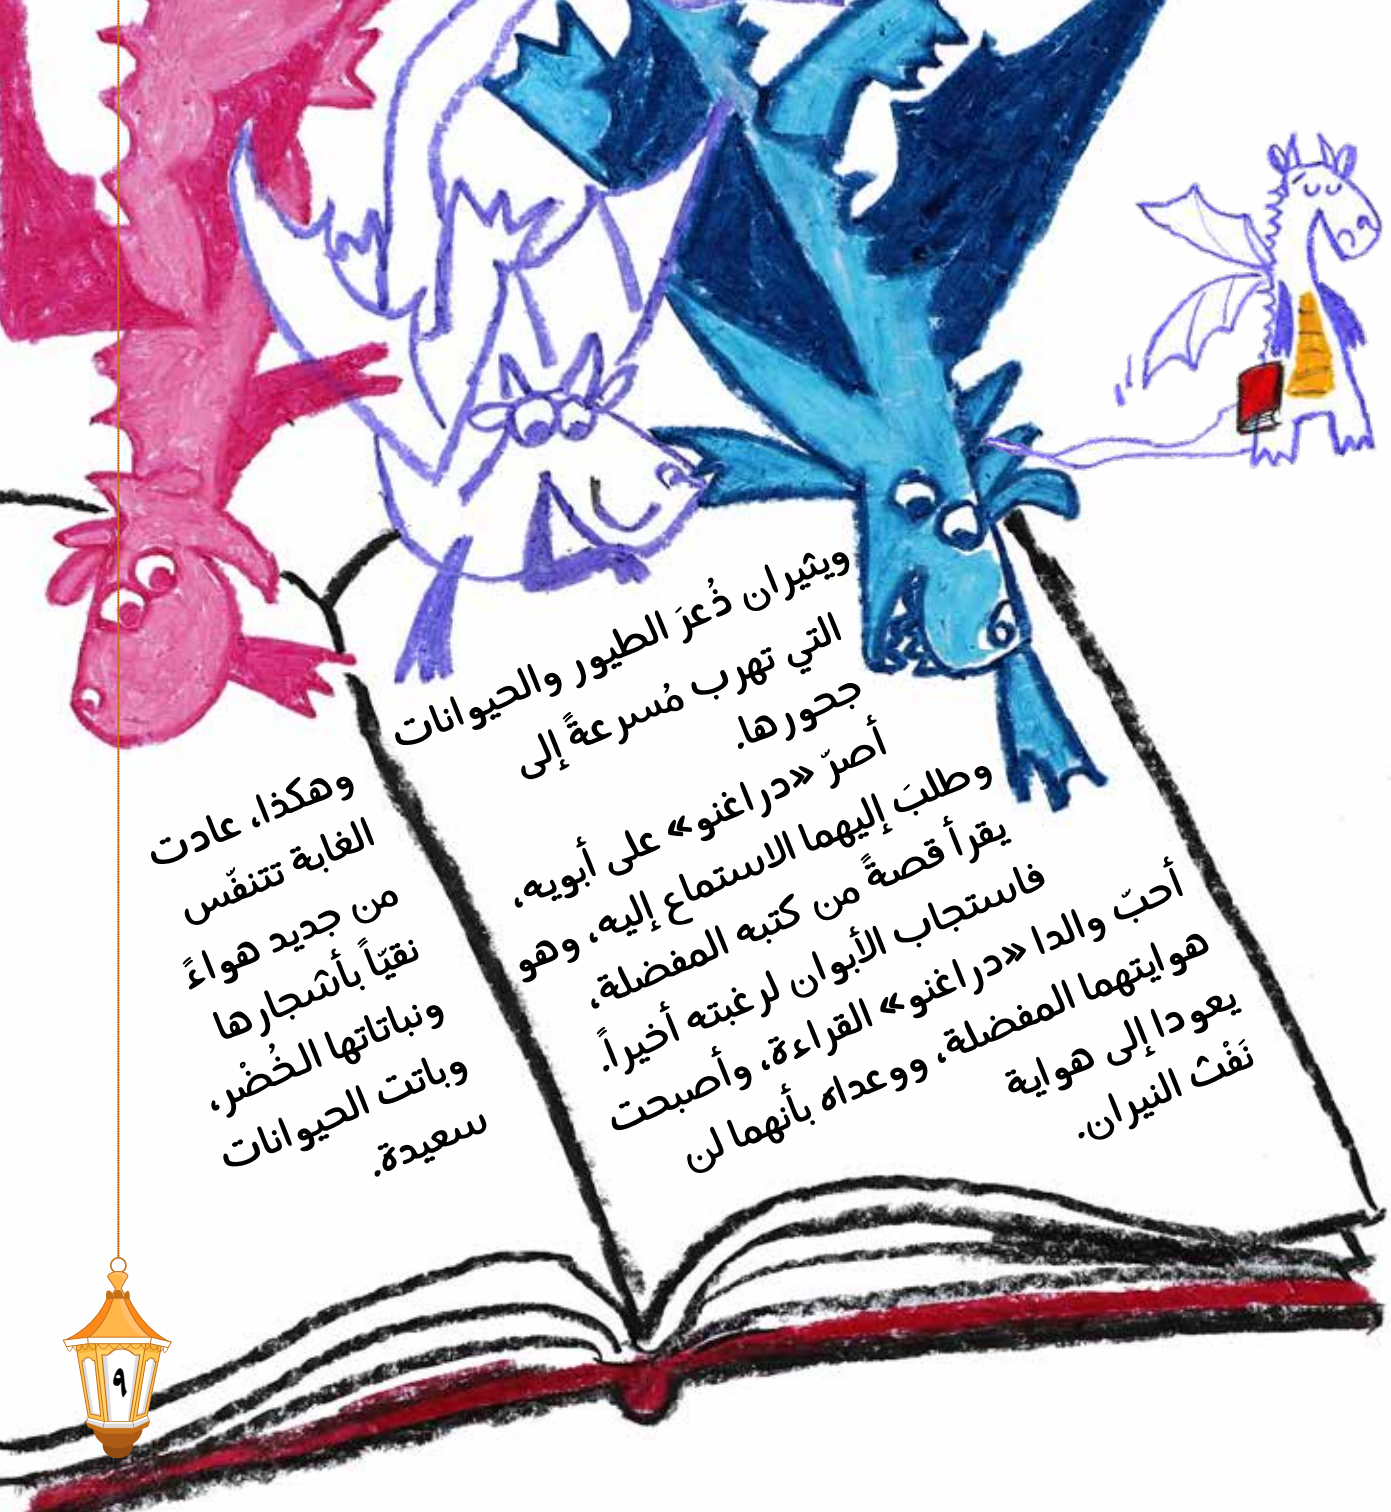 ويثيران ذُعرَ الطيور والحيوانات
التي تهرب مُسرعةً إلى
جحورها.
أصرّ «دراغنو» على أبويه،
وطلبَ إليهما الاستماع إليه، وهو
يقرأ قصةً من كتبه المفضلة،
فاستجاب الأبوان لرغبته أخيراً.
أحبّ والدا «دراغنو» القراءة، وأصبحت
هوايتهما المفضلة، ووعداه بأنهما لن
يعودا إلى هواية
نَفْث النيران.
وهكذا، عادت
الغابة تتنفّس
من جديد هواءً
نقيّاً بأشجارها
ونباتاتها الخُضْر،
وباتت الحيوانات
سعيدة.
٩